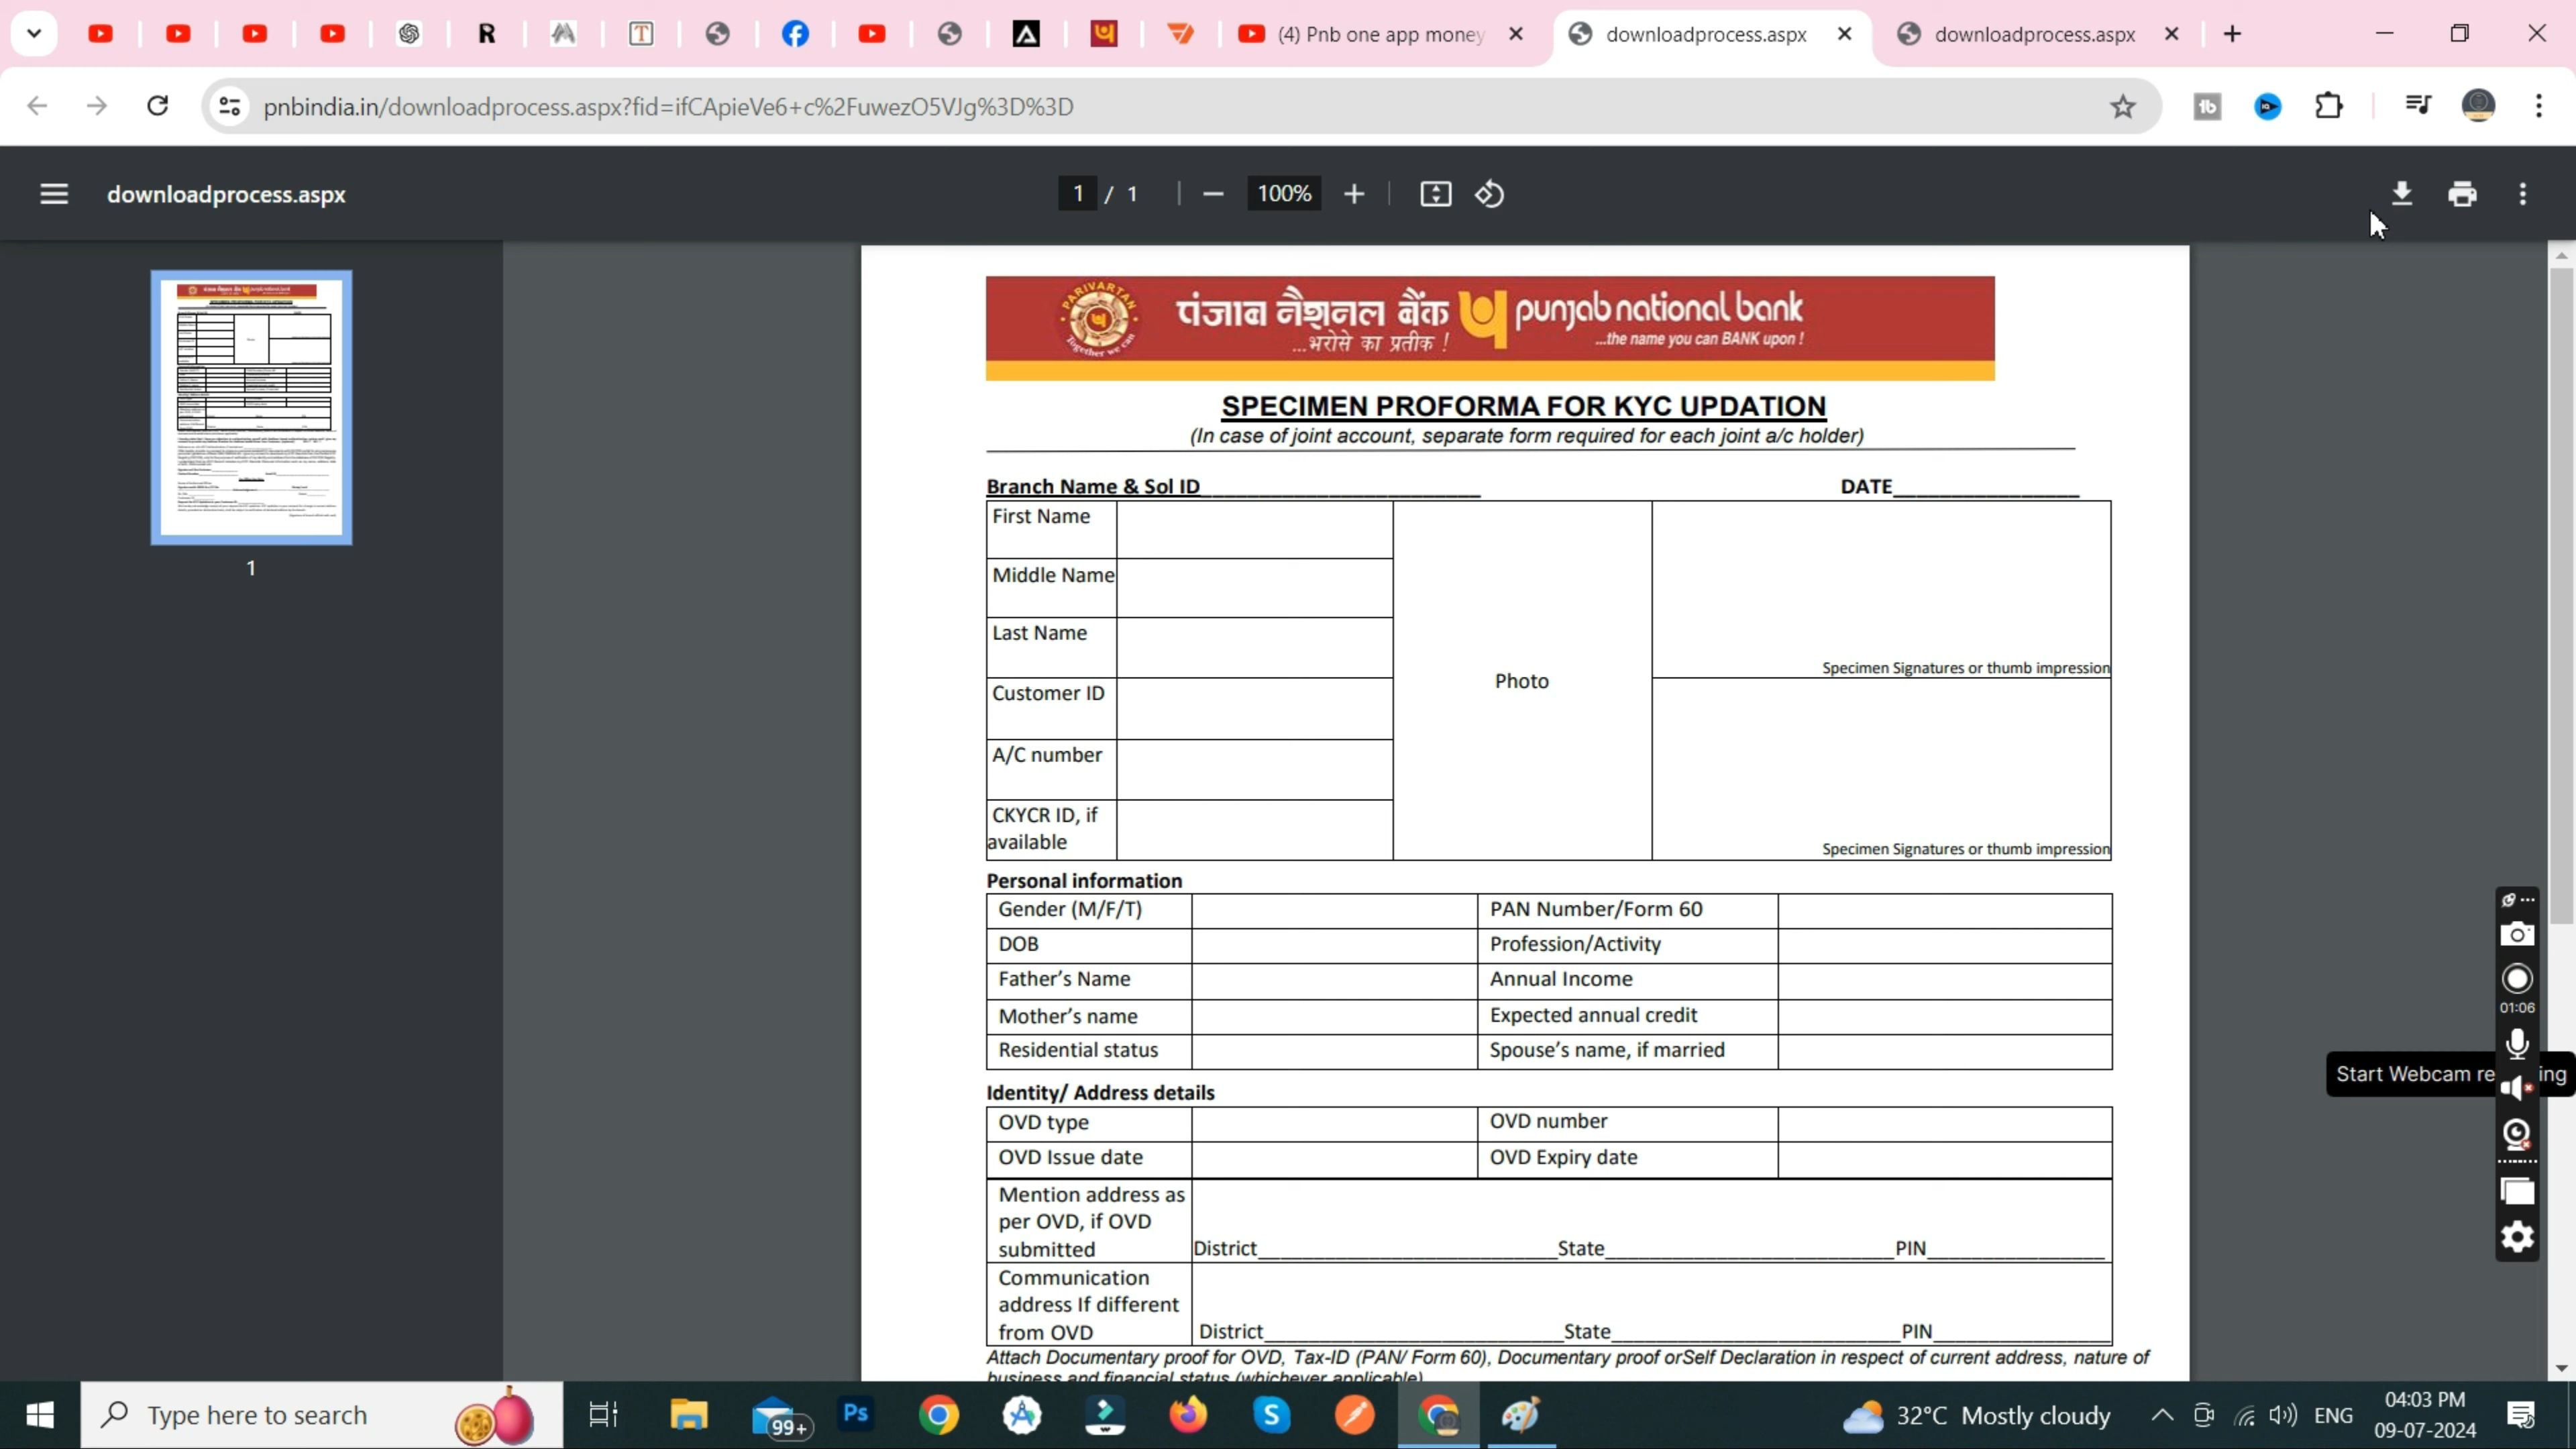 (4) Pnb one app money
downloadprocess.aspx
downloadprocess.aspx
pnbindia.in/downloadprocess.aspx?fid=ifCApieVe6+c%2FuwezO5VJg%3D%3D
downloadprocess.aspx
1 / 1
100%
1
PARIVARTAN
Together we can
पंजाब नैशनल बैंक
...भरोसे का प्रतीक !
punjab national bank
...the name you can BANK upon !
SPECIMEN PROFORMA FOR KYC UPDATION
(In case of joint account, separate form required for each joint a/c holder)
Branch Name & Sol ID
DATE
First Name
Middle Name
Last Name
Customer ID
A/C number
CKYCR ID, if
available
Photo
Specimen Signatures or thumb impression
Specimen Signatures or thumb impression
Personal information
Gender (M/F/T) PAN Number/Form 60
DOB Profession/Activity
Father's Name Annual Income
Mother's name Expected annual credit
Residential status Spouse's name, if married
Identity/ Address details
OVD type OVD number
OVD Issue date OVD Expiry date
Mention address as
per OVD, if OVD
submitted
District State PIN
Communication
address If different
from OVD
District State PIN
Attach Documentary proof for OVD, Tax-ID (PAN/ Form 60), Documentary proof orSelf Declaration in respect of current address, nature of
business and financial status (whichever applicable)
01:06
Start Webcam re ing
Type here to search
99+
Ps
32°C Mostly cloudy
ENG
04:03 PM
09-07-2024